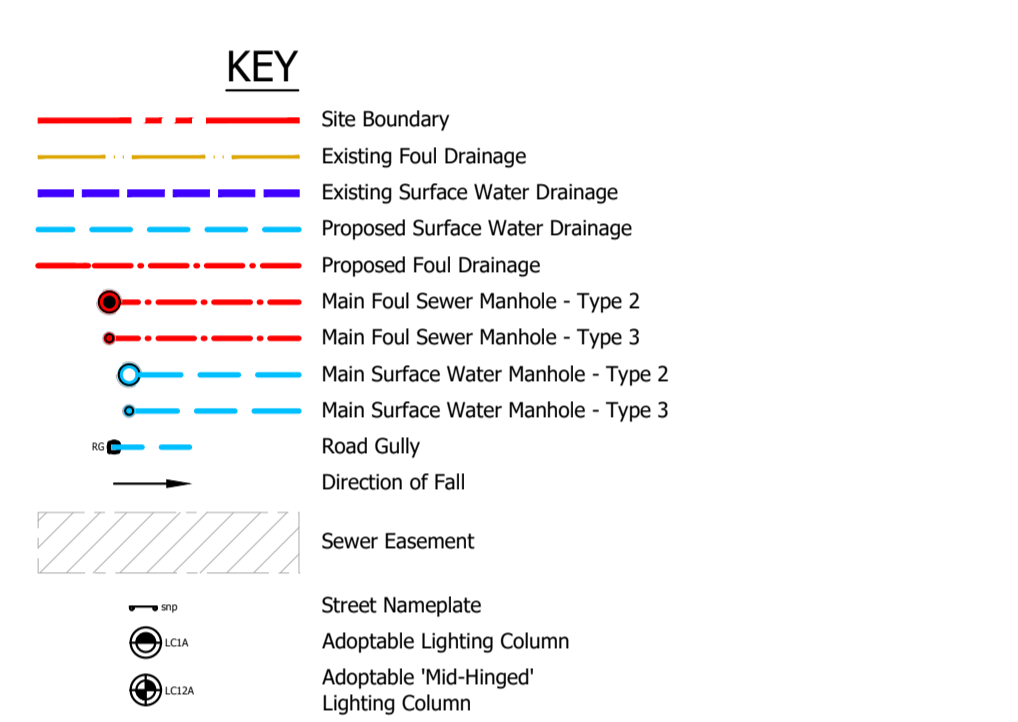 KEY
Site Boundary
Existing Foul Drainage
Existing Surface Water Drainage
Proposed Surface Water Drainage
Proposed Foul Drainage
Main Foul Sewer Manhole - Type 2
Main Foul Sewer Manhole - Type 3
Main Surface Water Manhole - Type 2
Main Surface Water Manhole - Type 3
RG Road Gully
Direction of Fall
Sewer Easement
snp Street Nameplate
LC1A Adoptable Lighting Column
LC12A Adoptable 'Mid-Hinged'
Lighting Column